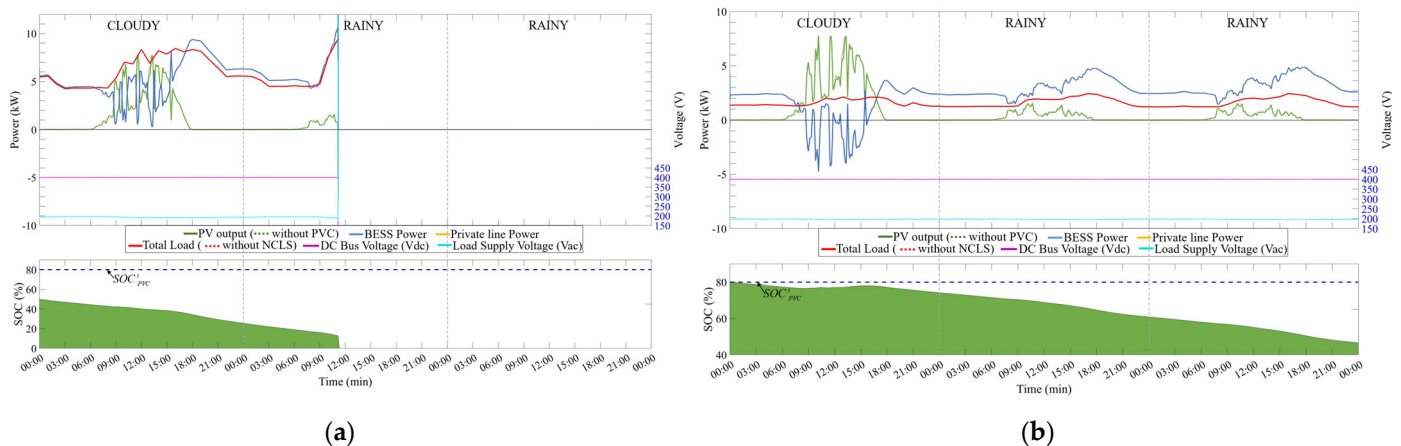 CLOUDY RAINY RAINY
10
5
0
-5
-10
Power (kW)
Voltage (V)
450
400
350
300
250
200
150
PV output ( without PVC) BESS Power Private line Power
Total Load ( without NCLS) DC Bus Voltage (Vdc) Load Supply Voltage (Vac)
80
60
40
20
0
SOC (%)
SOC'PVC
00:00 03:00 06:00 09:00 12:00 15:00 18:00 21:00 00:00 03:00 06:00 09:00 12:00 15:00 18:00 21:00 00:00 03:00 06:00 09:00 12:00 15:00 18:00 21:00 00:00
Time (min)
(a)
CLOUDY RAINY RAINY
10
5
0
-5
-10
Power (kW)
Voltage (V)
450
400
350
300
250
200
150
PV output ( without PVC) BESS Power Private line Power
Total Load ( without NCLS) DC Bus Voltage (Vdc) Load Supply Voltage (Vac)
80
60
40
SOC (%)
SOC'PVC
00:00 03:00 06:00 09:00 12:00 15:00 18:00 21:00 00:00 03:00 06:00 09:00 12:00 15:00 18:00 21:00 00:00 03:00 06:00 09:00 12:00 15:00 18:00 21:00 00:00
Time (min)
(b)